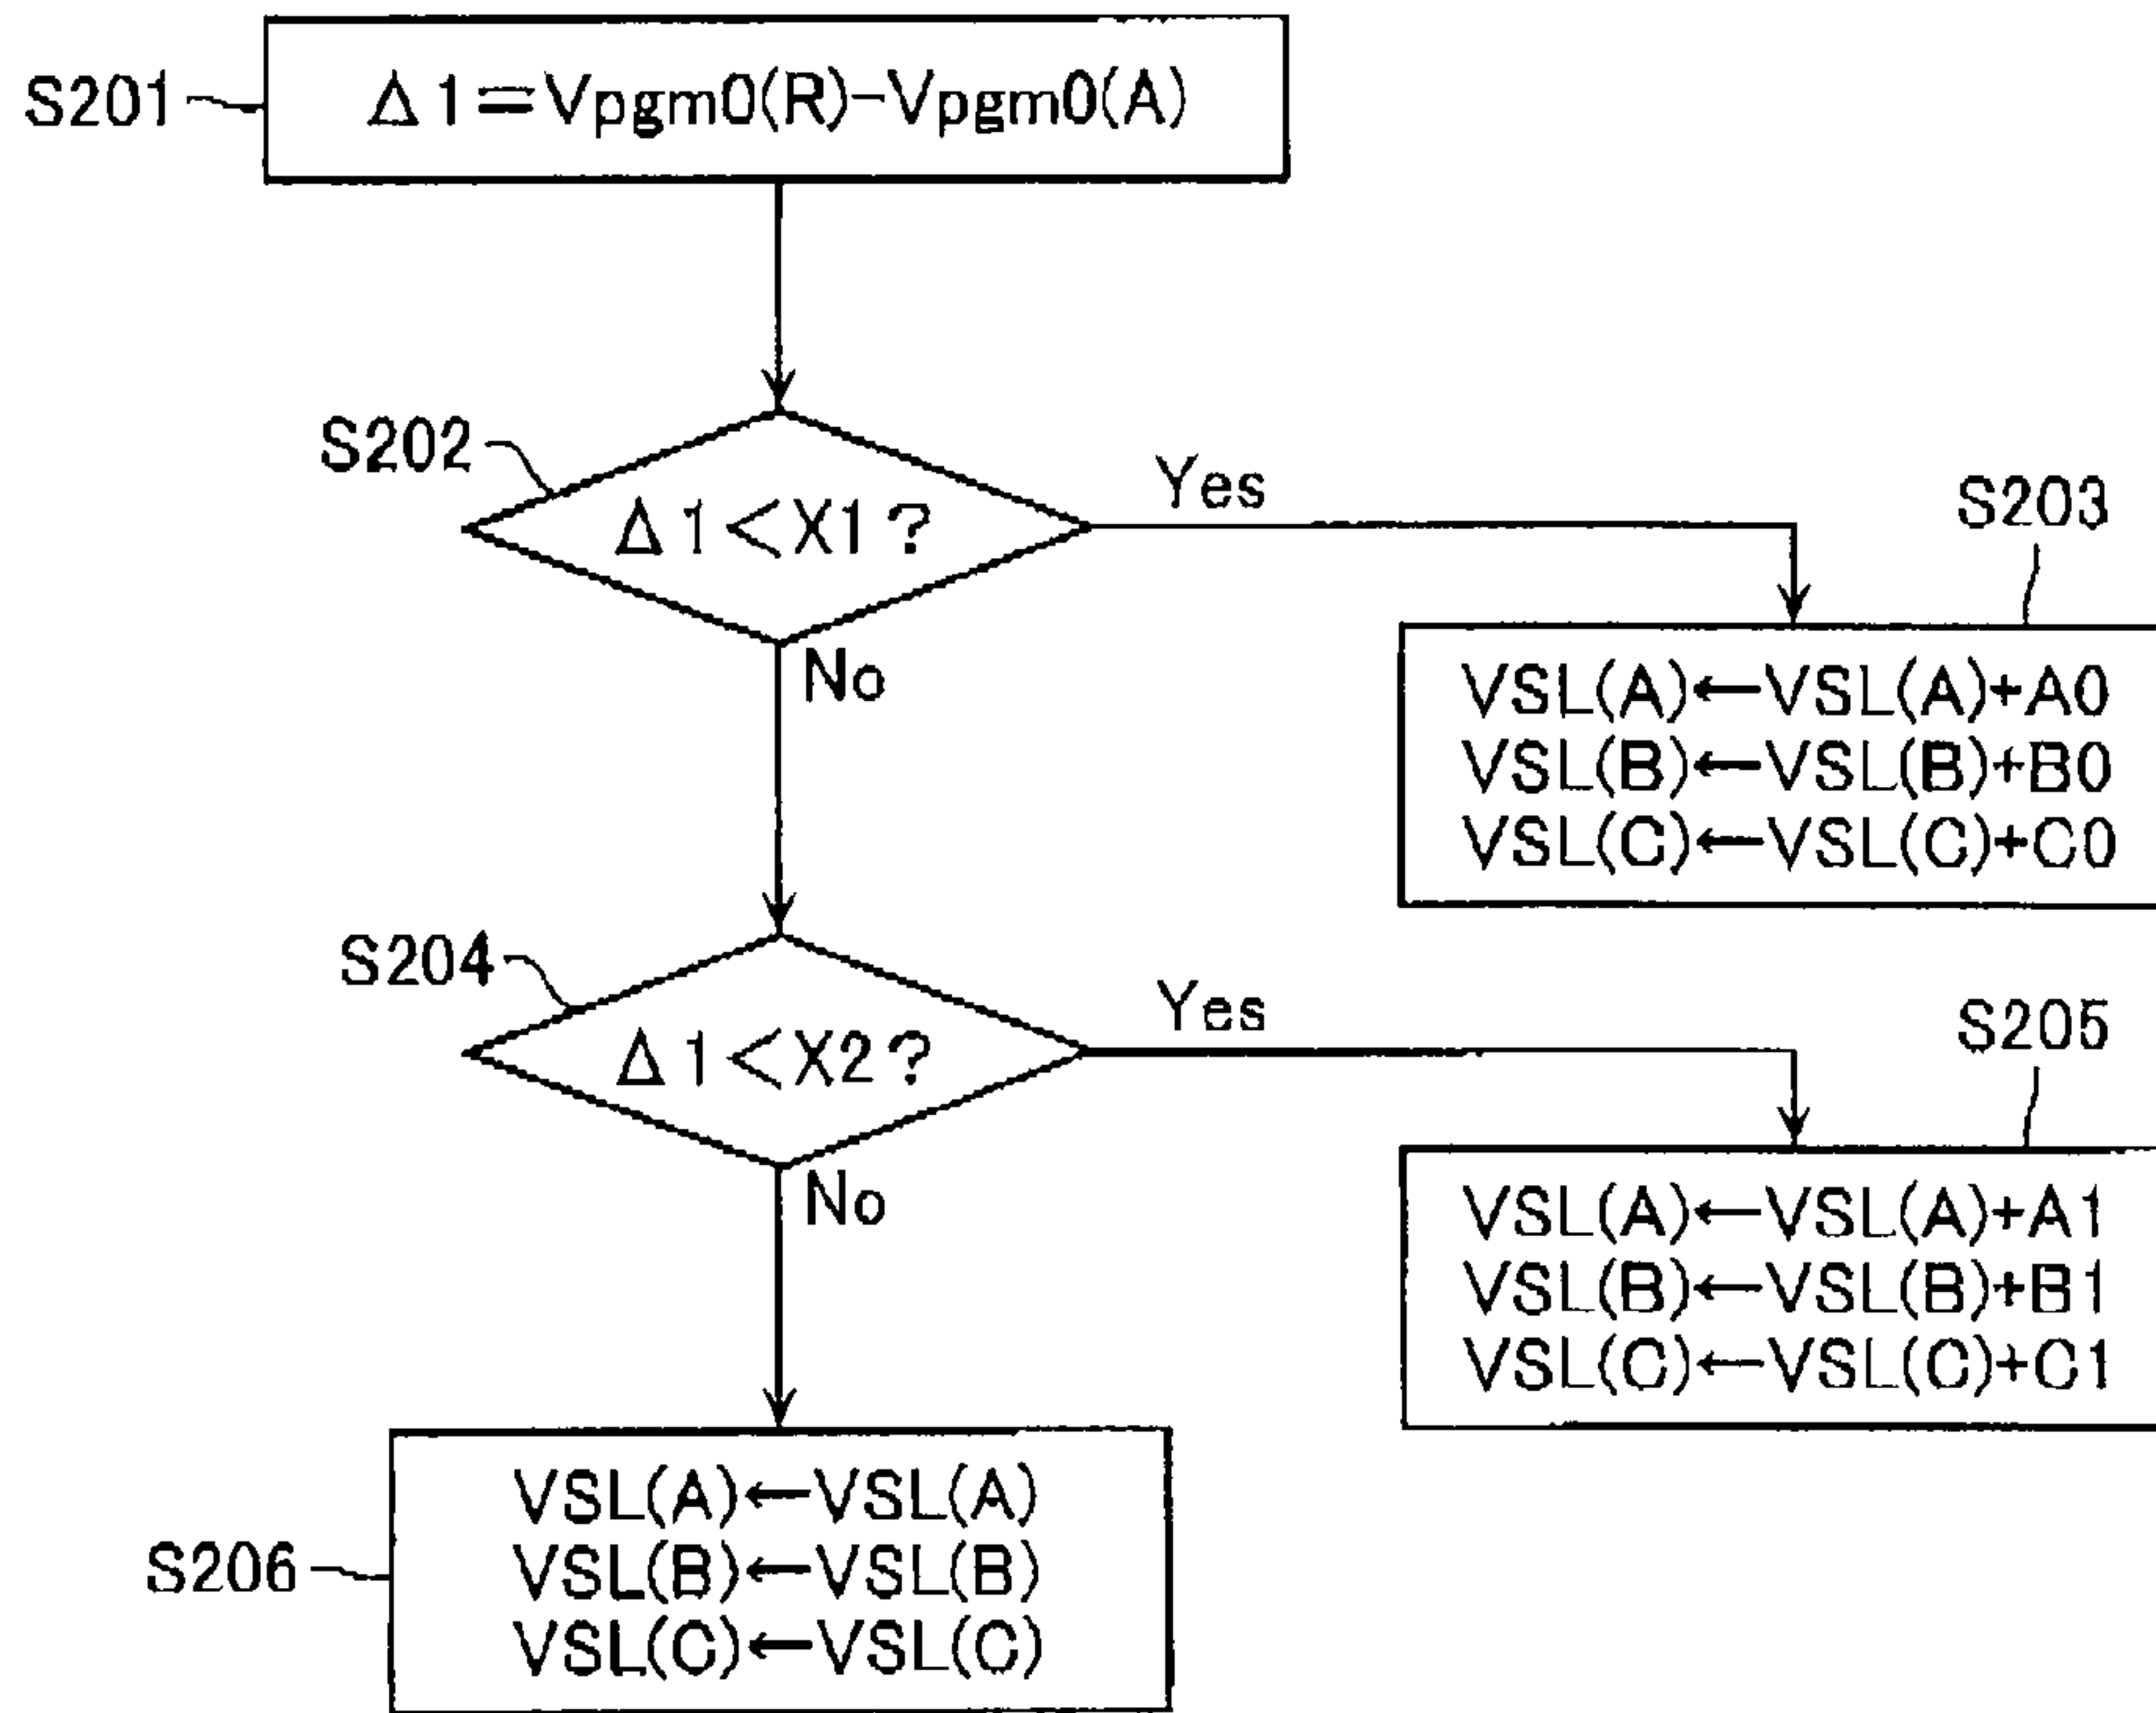 S201
Δ1=Vpgm0(R)-Vpgm0(A)
S202
Δ1<X1?
Yes
No
S203
VSL(A)←VSL(A)+A0
VSL(B)←VSL(B)+B0
VSL(C)←VSL(C)+C0
S204
Δ1<X2?
Yes
No
S205
VSL(A)←VSL(A)+A1
VSL(B)←VSL(B)+B1
VSL(C)←VSL(C)+C1
S206
VSL(A)←VSL(A)
VSL(B)←VSL(B)
VSL(C)←VSL(C)